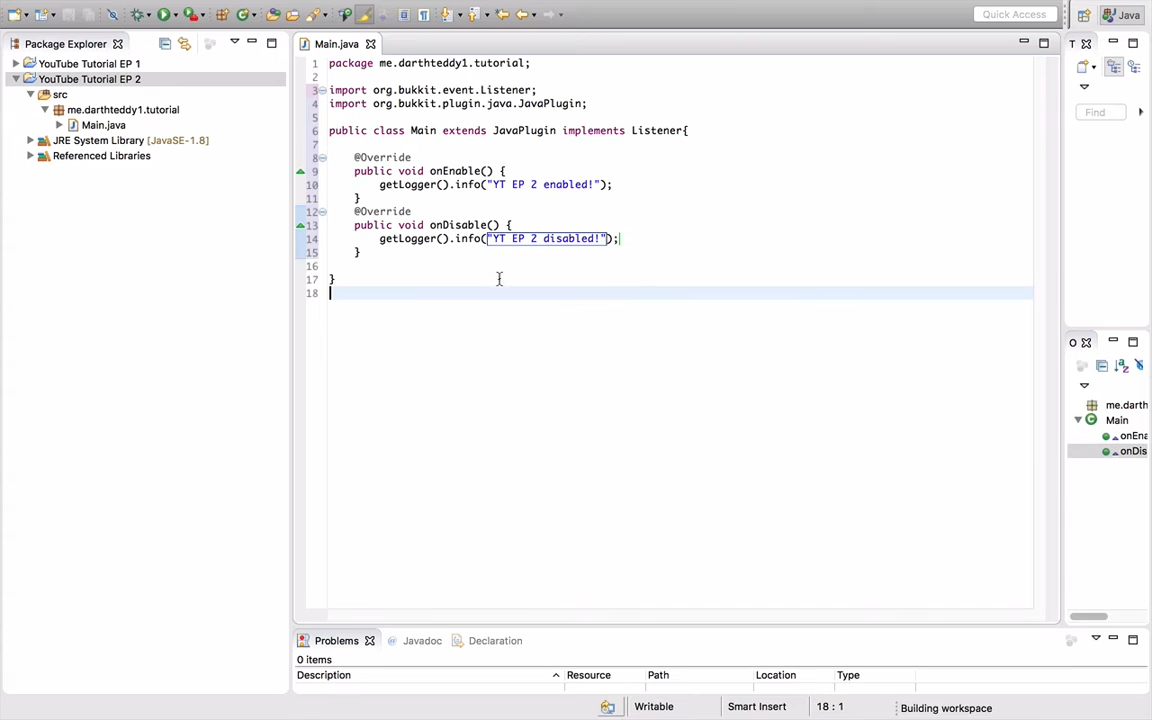 Quick Access
Java
Package Explorer
YouTube Tutorial EP 1
YouTube Tutorial EP 2
src
me.darthteddy1.tutorial
Main.java
JRE System Library [JavaSE-1.8]
Referenced Libraries
Main.java
1 package me.darthteddy1.tutorial;
2
3 import org.bukkit.event.Listener;
4 import org.bukkit.plugin.java.JavaPlugin;
5
6 public class Main extends JavaPlugin implements Listener{
7
8 @Override
9 public void onEnable() {
10 getLogger().info("YT EP 2 enabled!");
11 }
12 @Override
13 public void onDisable() {
14 getLogger().info("YT EP 2 disabled!");
15 }
16
17 }
18
T
Find
O
me.darth
Main
onEna
onDis
Problems
Javadoc
Declaration
0 items
Description Resource Path Location Type
Writable Smart Insert 18 : 1 Building workspace